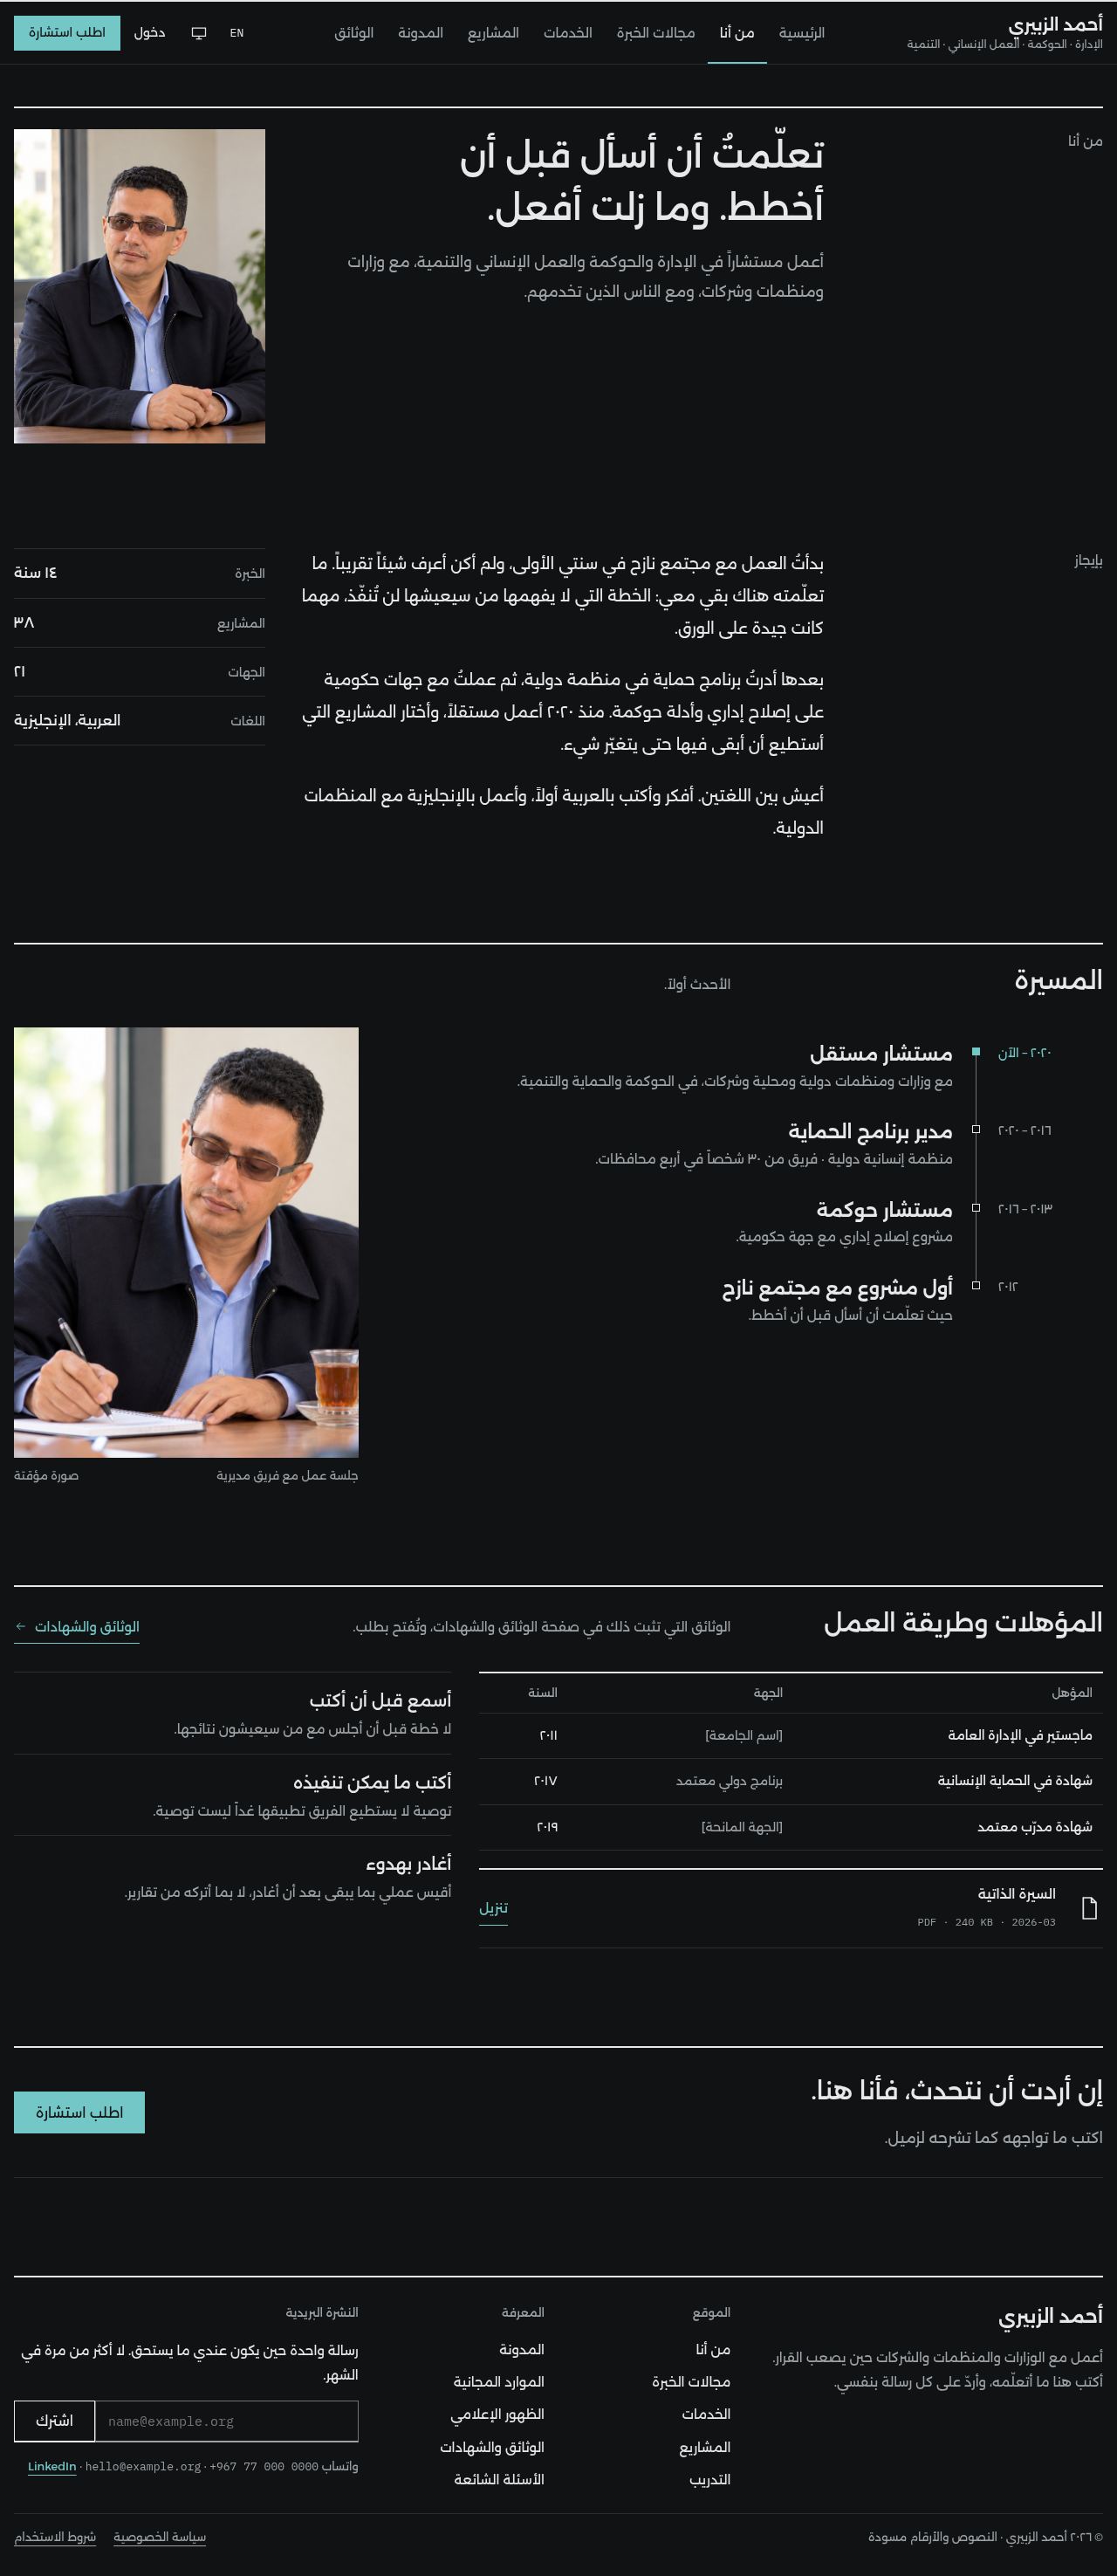 أحمد الزبيري
الإدارة · الحوكمة · العمل الإنساني · التنمية
الرئيسية
من أنا
مجالات الخبرة
الخدمات
المشاريع
المدونة
الوثائق
EN
دخول
اطلب استشارة
من أنا
تعلّمتُ أن أسأل قبل أن
أخطط. وما زلت أفعل.
أعمل مستشاراً في الإدارة والحوكمة والعمل الإنساني والتنمية، مع وزارات
ومنظمات وشركات، ومع الناس الذين تخدمهم.
بإيجاز
بدأتُ العمل مع مجتمع نازح في سنتي الأولى، ولم أكن أعرف شيئاً تقريباً. ما
تعلّمته هناك بقي معي: الخطة التي لا يفهمها من سيعيشها لن تُنفّذ، مهما
كانت جيدة على الورق.
بعدها أدرتُ برنامج حماية في منظمة دولية، ثم عملتُ مع جهات حكومية
على إصلاح إداري وأدلة حوكمة. منذ ٢٠٢٠ أعمل مستقلاً، وأختار المشاريع التي
أستطيع أن أبقى فيها حتى يتغيّر شيء.
أعيش بين اللغتين. أفكر وأكتب بالعربية أولاً، وأعمل بالإنجليزية مع المنظمات
الدولية.
الخبرة ١٤ سنة
المشاريع ٣٨
الجهات ٢١
اللغات العربية، الإنجليزية
المسيرة
الأحدث أولاً.
٢٠٢٠ – الآن
مستشار مستقل
مع وزارات ومنظمات دولية ومحلية وشركات، في الحوكمة والحماية والتنمية.
٢٠١٦ – ٢٠٢٠
مدير برنامج الحماية
منظمة إنسانية دولية · فريق من ٣٠ شخصاً في أربع محافظات.
٢٠١٣ – ٢٠١٦
مستشار حوكمة
مشروع إصلاح إداري مع جهة حكومية.
٢٠١٢
أول مشروع مع مجتمع نازح
حيث تعلّمت أن أسأل قبل أن أخطط.
جلسة عمل مع فريق مديرية
صورة مؤقتة
المؤهلات وطريقة العمل
الوثائق التي تثبت ذلك في صفحة الوثائق والشهادات، وتُفتح بطلب.
الوثائق والشهادات ←
المؤهل الجهة السنة
ماجستير في الإدارة العامة [اسم الجامعة] ٢٠١١
شهادة في الحماية الإنسانية برنامج دولي معتمد ٢٠١٧
شهادة مدرّب معتمد [الجهة المانحة] ٢٠١٩
السيرة الذاتية
PDF · 240 KB · 2026-03
تنزيل
أسمع قبل أن أكتب
لا خطة قبل أن أجلس مع من سيعيشون نتائجها.
أكتب ما يمكن تنفيذه
توصية لا يستطيع الفريق تطبيقها غداً ليست توصية.
أغادر بهدوء
أقيس عملي بما يبقى بعد أن أغادر، لا بما أتركه من تقارير.
إن أردت أن نتحدث، فأنا هنا.
اكتب ما تواجهه كما تشرحه لزميل.
اطلب استشارة
أحمد الزبيري
أعمل مع الوزارات والمنظمات والشركات حين يصعب القرار.
أكتب هنا ما أتعلّمه، وأردّ على كل رسالة بنفسي.
الموقع
من أنا
مجالات الخبرة
الخدمات
المشاريع
التدريب
المعرفة
المدونة
الموارد المجانية
الظهور الإعلامي
الوثائق والشهادات
الأسئلة الشائعة
النشرة البريدية
رسالة واحدة حين يكون عندي ما يستحق. لا أكثر من مرة في
الشهر.
name@example.org
اشترك
واتساب +967 77 000 0000 · hello@example.org · LinkedIn
© ٢٠٢٦ أحمد الزبيري · النصوص والأرقام مسودة
سياسة الخصوصية
شروط الاستخدام